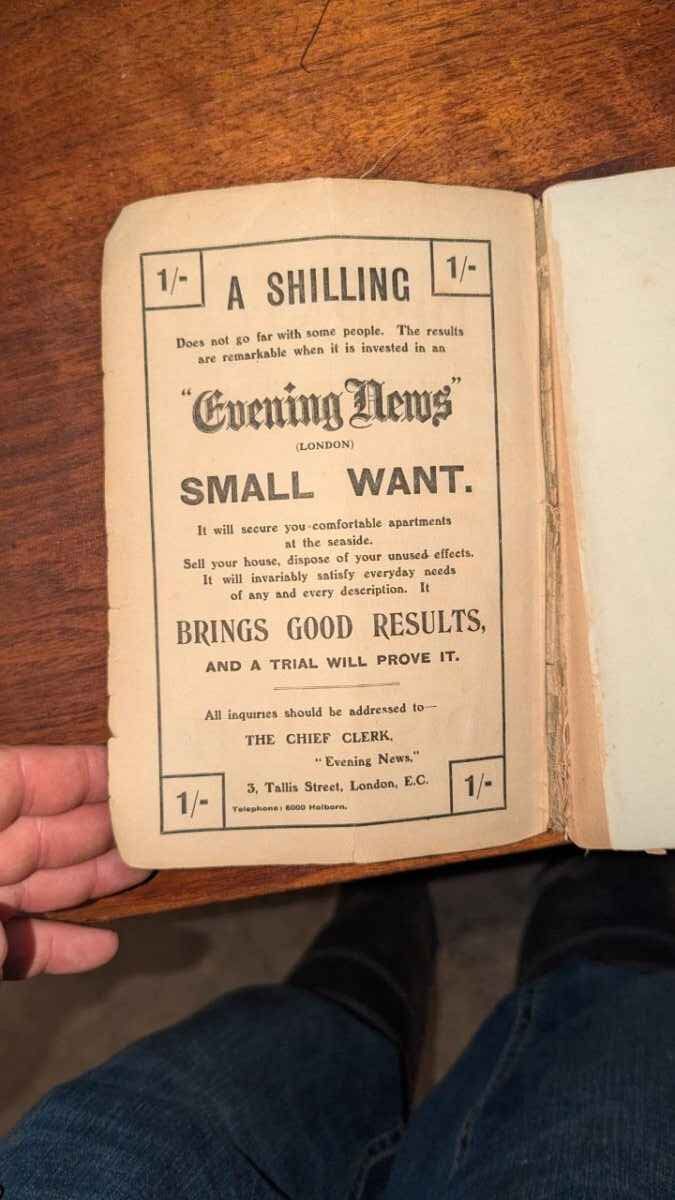 1/-
A SHILLING
1/-
Does not go far with some people. The results
are remarkable when it is invested in an
"Evening News"
(LONDON)
SMALL WANT.
It will secure you comfortable apartments
at the seaside.
Sell your house, dispose of your unused effects.
It will invariably satisfy everyday needs
of any and every description. It
BRINGS GOOD RESULTS,
AND A TRIAL WILL PROVE IT.
All inquiries should be addressed to—
THE CHIEF CLERK,
"Evening News,"
3, Tallis Street, London, E.C.
1/-
Telephone: 6000 Holborn.
1/-